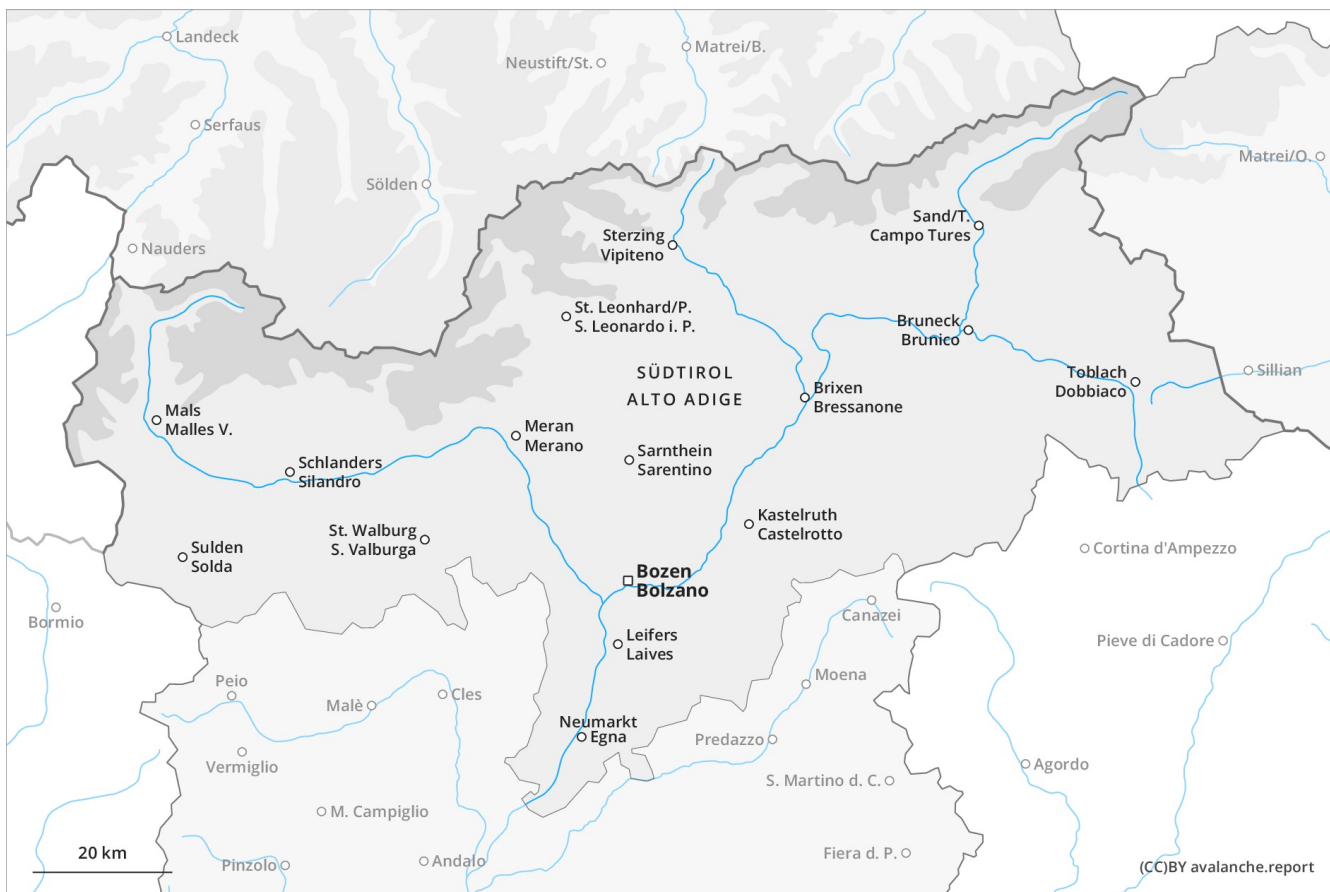 Landeck
Matrei/B.
Neustift/St.
Serfaus
Matrei/O.
Sölden
Nauders
Sand/T.
Campo Tures
Sterzing
Vipiteno
St. Leonhard/P.
S. Leonardo i. P.
Bruneck
Brunico
SÜDTIROL
ALTO ADIGE
Toblach
Dobbiaco
Sillian
Brixen
Bressanone
Mals
Malles V.
Meran
Merano
Sarnthein
Sarentino
Schlanders
Silandro
Kastelruth
Castelrotto
St. Walburg
S. Valburga
Sulden
Solda
Cortina d'Ampezzo
Bozen
Bolzano
Bormio
Canazei
Leifers
Laives
Pieve di Cadore
Peio
Moena
Malè
Cles
Neumarkt
Egna
Predazzo
Vermiglio
Agordo
S. Martino d. C.
M. Campiglio
20 km
Pinzolo
Andalo
Fiera d. P.
(CC)BY avalanche.report